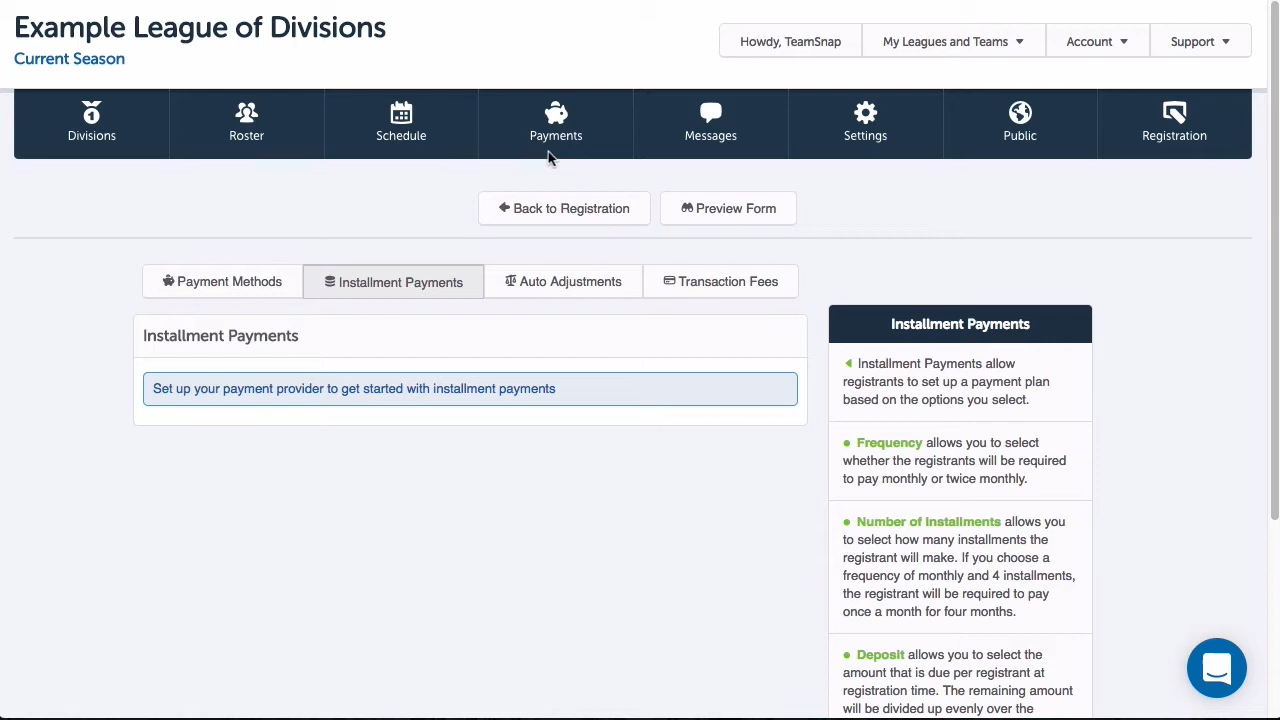 Example League of Divisions
Current Season
Howdy, TeamSnap
My Leagues and Teams
Account
Support
Divisions
Roster
Schedule
Payments
Messages
Settings
Public
Registration
Back to Registration
Preview Form
Payment Methods
Installment Payments
Auto Adjustments
Transaction Fees
Installment Payments
Set up your payment provider to get started with installment payments
Installment Payments
Installment Payments allow
registrants to set up a payment plan
based on the options you select.
Frequency allows you to select
whether the registrants will be required
to pay monthly or twice monthly.
Number of Installments allows you
to select how many installments the
registrant will make. If you choose a
frequency of monthly and 4 installments,
the registrant will be required to pay
once a month for four months.
Deposit allows you to select the
amount that is due per registrant at
registration time. The remaining amount
will be divided up evenly over the